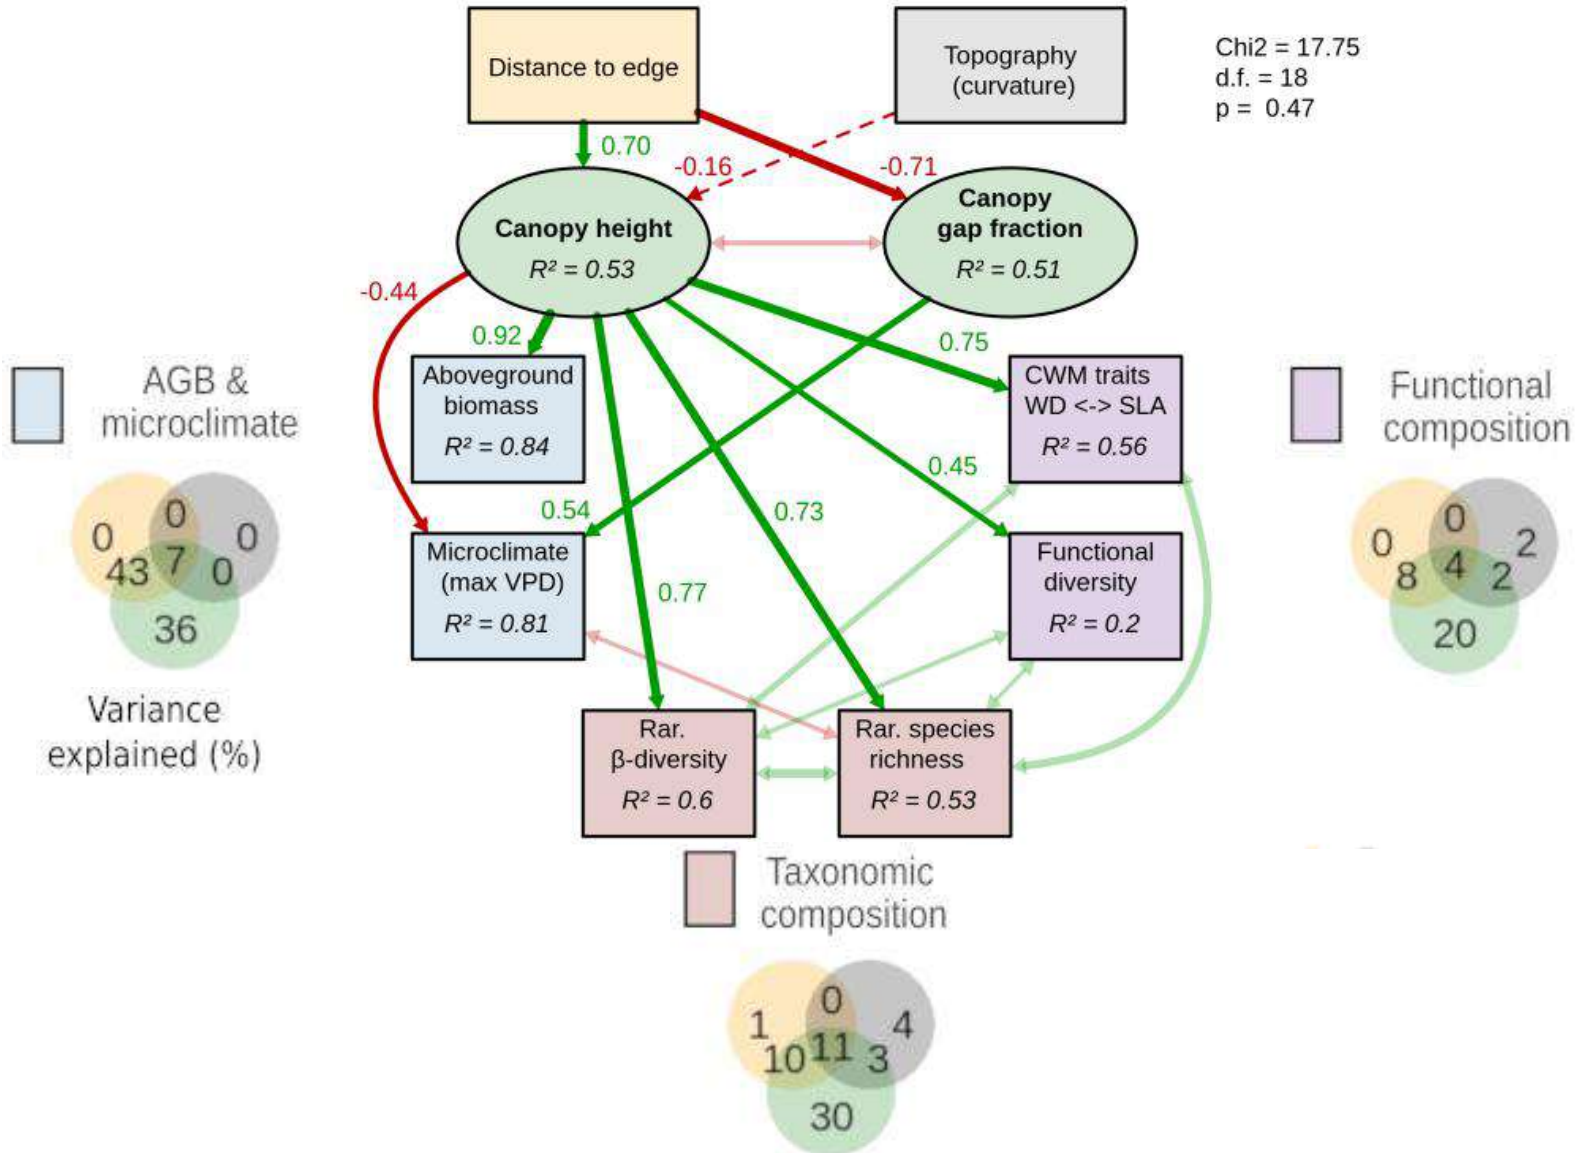 Distance to edge
Topography
(curvature)
Chi2 = 17.75
d.f. = 18
p = 0.47
0.70
-0.16
-0.71
Canopy height
R² = 0.53
Canopy
gap fraction
R² = 0.51
-0.44
0.92
0.75
AGB &
microclimate
Aboveground
biomass
R² = 0.84
CWM traits
WD <-> SLA
R² = 0.56
Functional
composition
0.45
0.54
0.73
0
0
0
43
7
0
36
Variance
explained (%)
Microclimate
(max VPD)
R² = 0.81
0.77
Functional
diversity
R² = 0.2
0
0
2
8
4
2
20
Rar.
β-diversity
R² = 0.6
Rar. species
richness
R² = 0.53
Taxonomic
composition
0
1
4
10
11
3
30